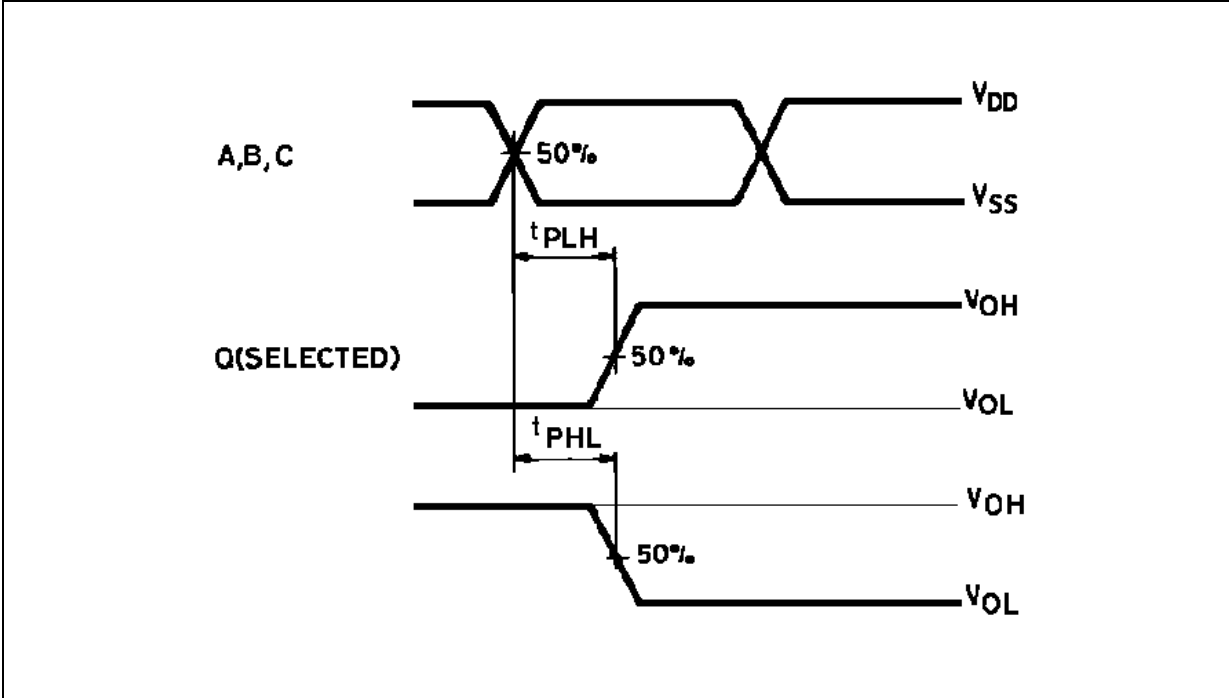 VDD
A,B,C
50%
VSS
tPLH
VOH
Q(SELECTED)
50%
VOL
tPHL
VOH
50%
VOL